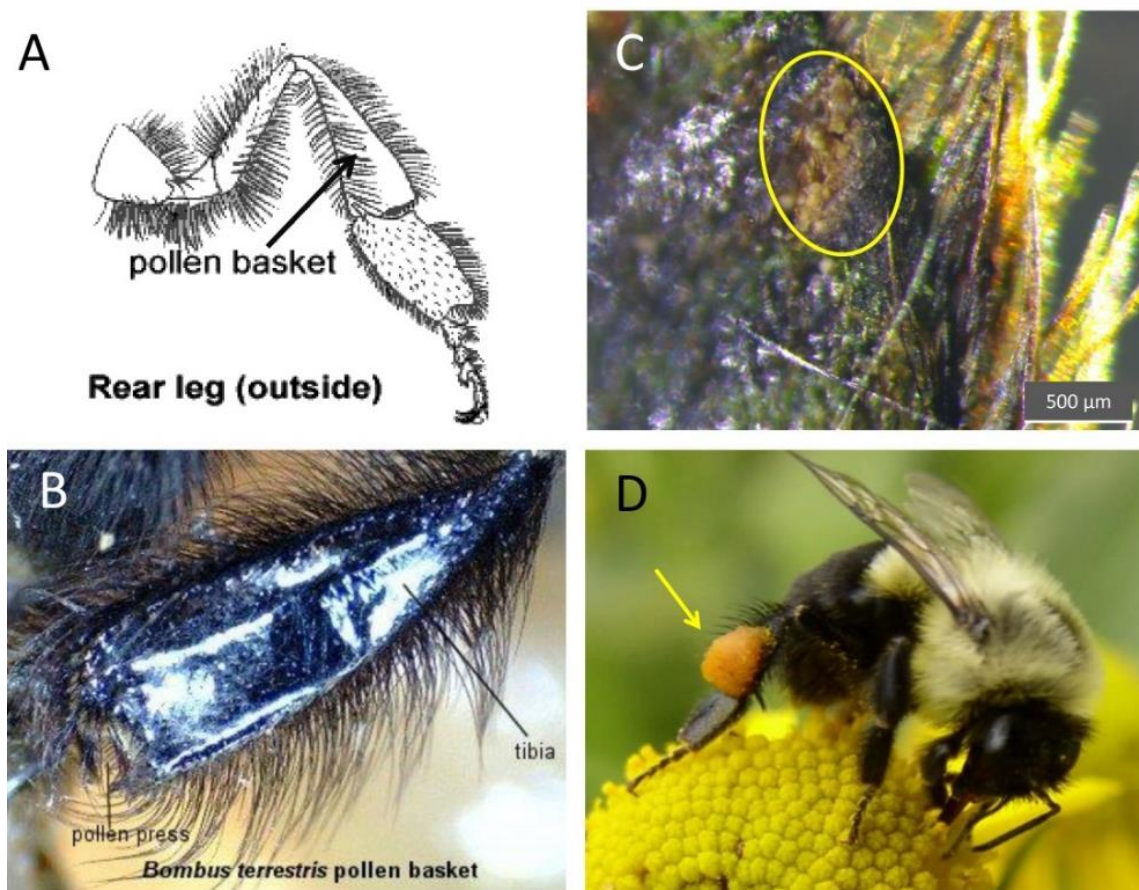 A
pollen basket
Rear leg (outside)
B
tibia
pollen press
Bombus terrestris pollen basket
C
500 µm
D